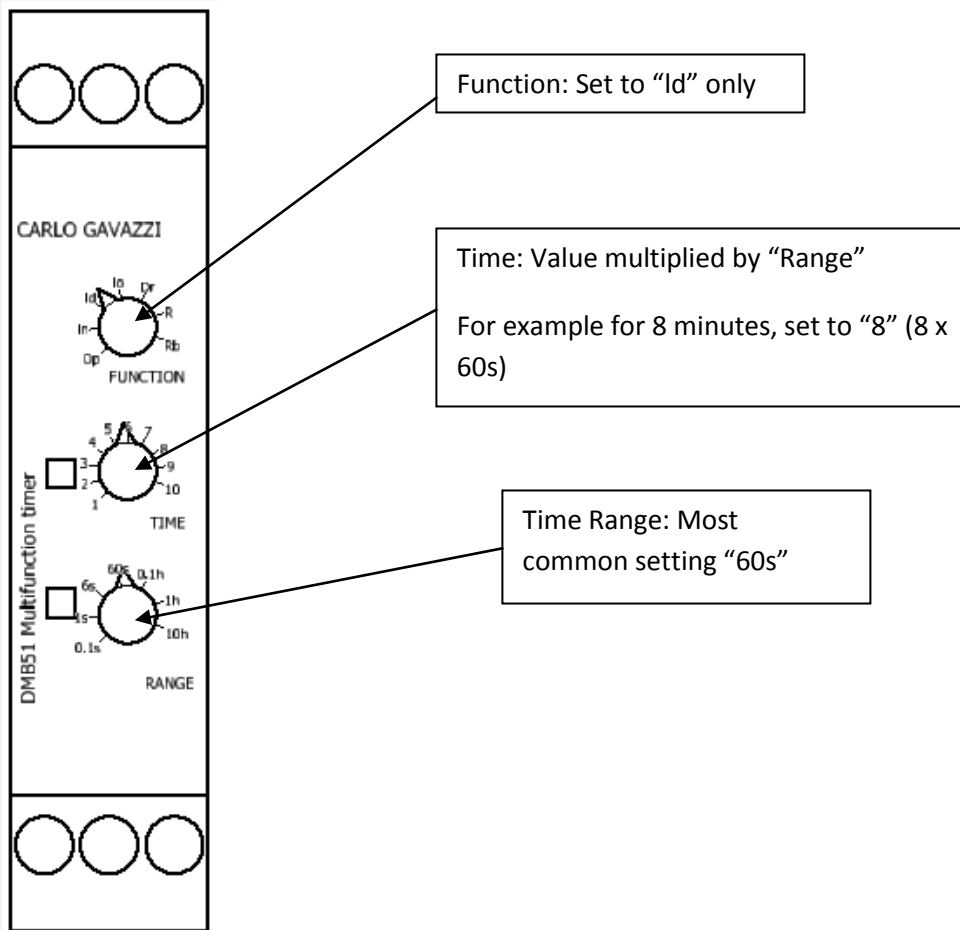 Function: Set to “Id” only
CARLO GAVAZZI
Time: Value multiplied by “Range”
For example for 8 minutes, set to “8” (8 x
60s)
Io
Dr
Id
R
In
Rb
Op
FUNCTION
5
6
7
4
8
3
9
2
10
1
TIME
Time Range: Most
common setting “60s”
DMB51 Multifunction timer
60s
0.1h
6s
1h
1s
10h
0.1s
RANGE